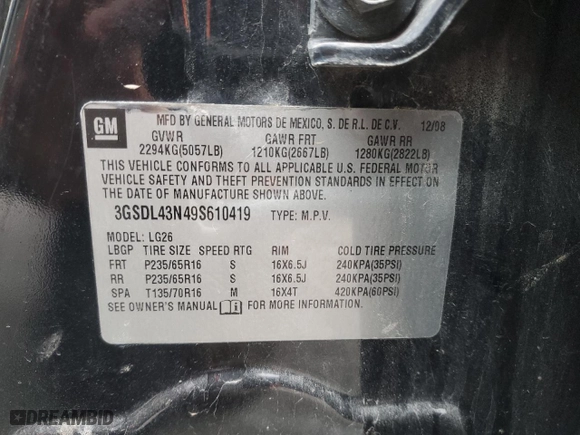 GM
MFD BY GENERAL MOTORS DE MEXICO, S. DE R.L. DE C.V. 12/08
GVWR GAWR FRT GAWR RR
2294KG(5057LB) 1210KG(2667LB) 1280KG(2822LB)
THIS VEHICLE CONFORMS TO ALL APPLICABLE U.S. FEDERAL MOTOR
VEHICLE SAFETY AND THEFT PREVENTION STANDARDS IN EFFECT ON
THE DATE OF MANUFACTURE SHOWN ABOVE.
3GSDL43N49S610419 TYPE: M.P.V.
MODEL: LG26
LBGP TIRE SIZE SPEED RTG RIM COLD TIRE PRESSURE
FRT P235/65R16 S 16X6.5J 240KPA(35PSI)
RR P235/65R16 S 16X6.5J 240KPA(35PSI)
SPA T135/70R16 M 16X4T 420KPA(60PSI)
SEE OWNER'S MANUAL FOR MORE INFORMATION.
DREAMBID